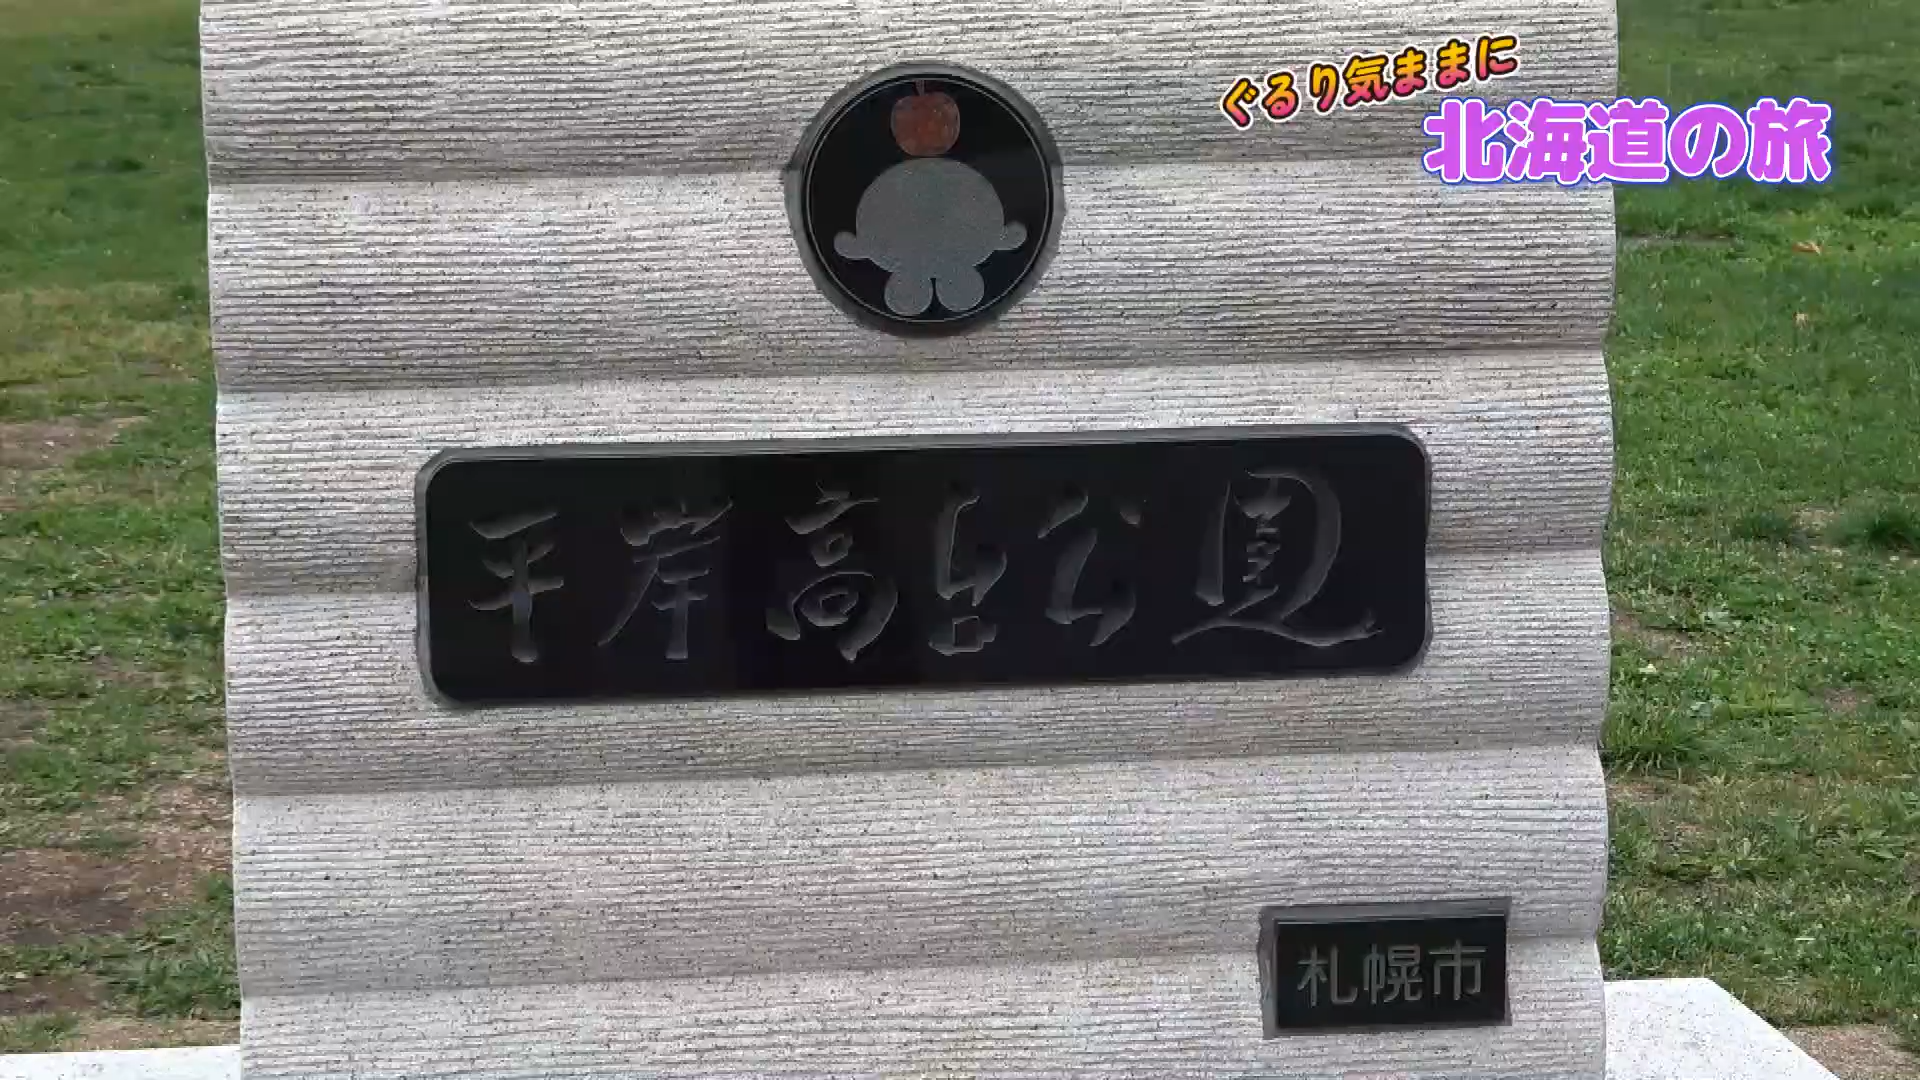 ぐるり気ままに
北海道の旅
平岸高台公園
札幌市